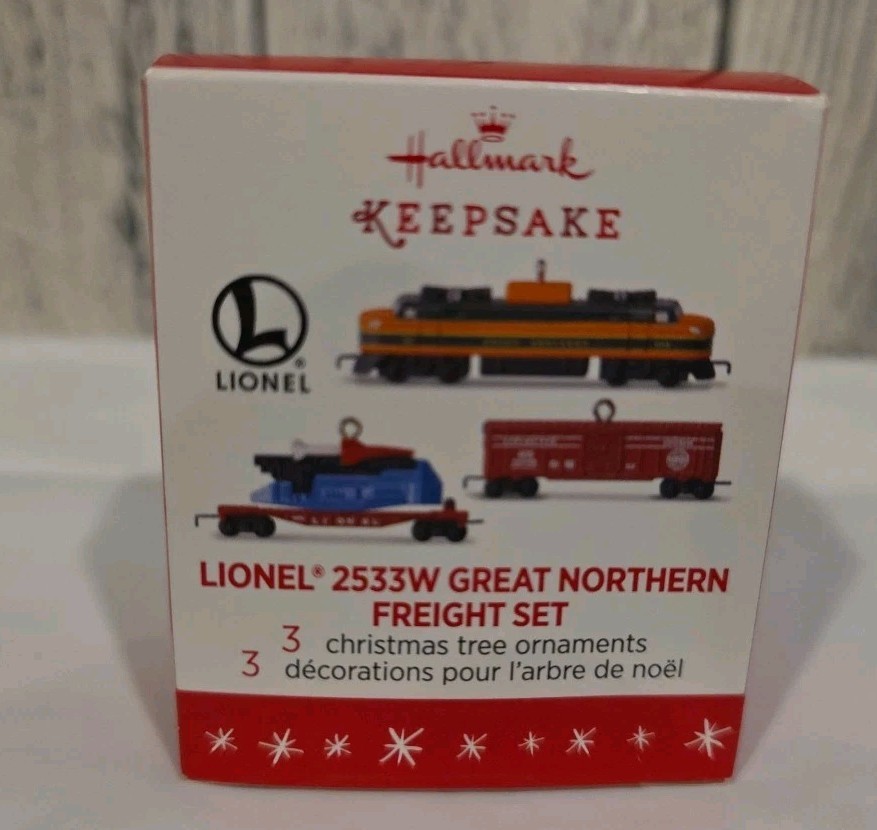 Hallmark
KEEPSAKE
L
LIONEL
LIONEL
LIONEL® 2533W GREAT NORTHERN
FREIGHT SET
3 christmas tree ornaments
3 décorations pour l'arbre de noël